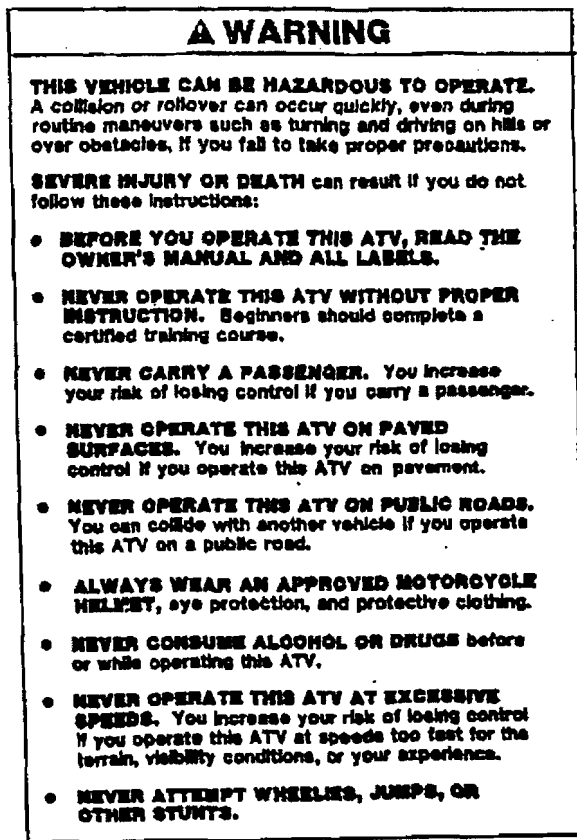 ⚠ WARNING
THIS VEHICLE CAN BE HAZARDOUS TO OPERATE.
A collision or rollover can occur quickly, even during
routine maneuvers such as turning and driving on hills or
over obstacles, if you fail to take proper precautions.
SEVERE INJURY OR DEATH can result if you do not
follow these instructions:
• BEFORE YOU OPERATE THIS ATV, READ THE
OWNER'S MANUAL AND ALL LABELS.
• NEVER OPERATE THIS ATV WITHOUT PROPER
INSTRUCTION. Beginners should complete a
certified training course.
• NEVER CARRY A PASSENGER. You increase
your risk of losing control if you carry a passenger.
• NEVER OPERATE THIS ATV ON PAVED
SURFACES. You increase your risk of losing
control if you operate this ATV on pavement.
• NEVER OPERATE THIS ATV ON PUBLIC ROADS.
You can collide with another vehicle if you operate
this ATV on a public road.
• ALWAYS WEAR AN APPROVED MOTORCYCLE
HELMET, eye protection, and protective clothing.
• NEVER CONSUME ALCOHOL OR DRUGS before
or while operating this ATV.
• NEVER OPERATE THIS ATV AT EXCESSIVE
SPEEDS. You increase your risk of losing control
if you operate this ATV at speeds too fast for the
terrain, visibility conditions, or your experience.
• NEVER ATTEMPT WHEELIES, JUMPS, OR
OTHER STUNTS.